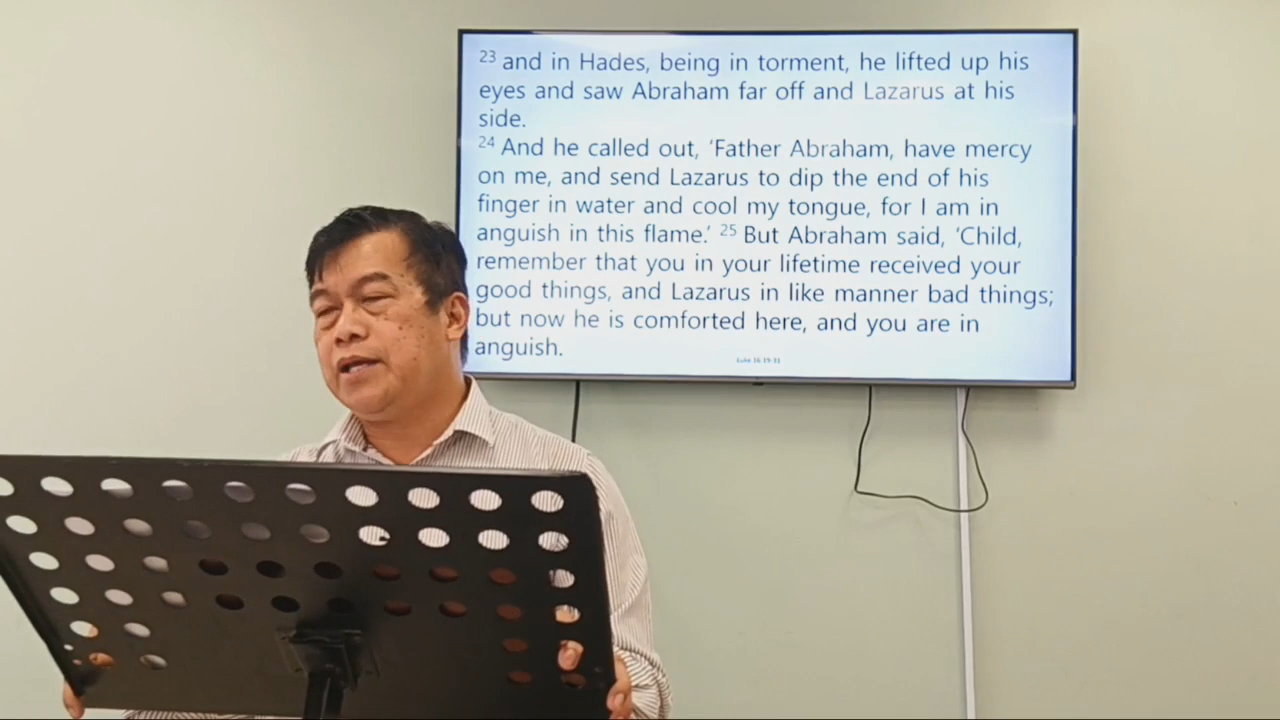 23 and in Hades, being in torment, he lifted up his
eyes and saw Abraham far off and Lazarus at his
side.
24 And he called out, ‘Father Abraham, have mercy
on me, and send Lazarus to dip the end of his
finger in water and cool my tongue, for I am in
anguish in this flame.’ 25 But Abraham said, ‘Child,
remember that you in your lifetime received your
good things, and Lazarus in like manner bad things;
but now he is comforted here, and you are in
anguish.
Luke 16:19-31